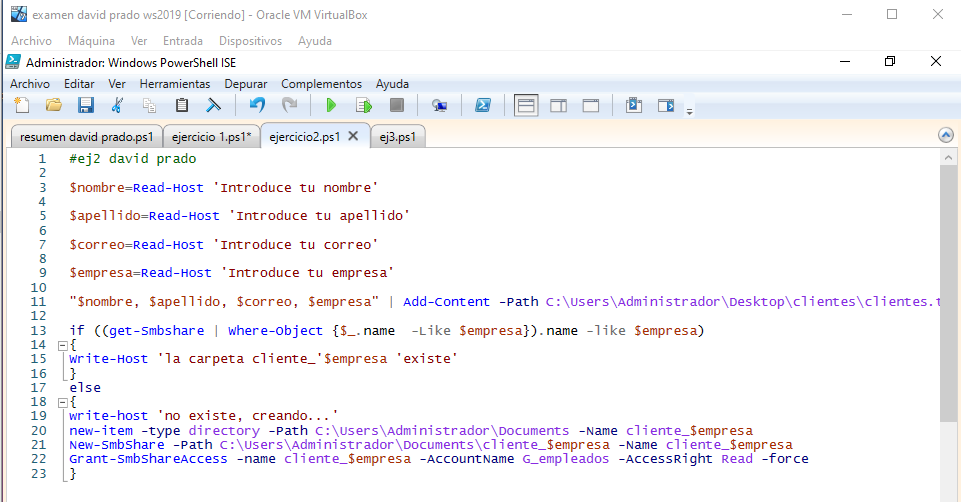 examen david prado ws2019 [Corriendo] - Oracle VM VirtualBox
Archivo Máquina Ver Entrada Dispositivos Ayuda
Administrador: Windows PowerShell ISE
Archivo Editar Ver Herramientas Depurar Complementos Ayuda
resumen david prado.ps1 ejercicio 1.ps1* ejercicio2.ps1 ej3.ps1
1 #ej2 david prado
2
3 $nombre=Read-Host 'Introduce tu nombre'
4
5 $apellido=Read-Host 'Introduce tu apellido'
6
7 $correo=Read-Host 'Introduce tu correo'
8
9 $empresa=Read-Host 'Introduce tu empresa'
10
11 "$nombre, $apellido, $correo, $empresa" | Add-Content -Path C:\Users\Administrador\Desktop\clientes\clientes.t
12
13 if ((get-Smbshare | Where-Object {$_.name -Like $empresa}).name -like $empresa)
14 {
15 Write-Host 'la carpeta cliente_'$empresa 'existe'
16 }
17 else
18 {
19 write-host 'no existe, creando...'
20 new-item -type directory -Path C:\Users\Administrador\Documents -Name cliente_$empresa
21 New-SmbShare -Path C:\Users\Administrador\Documents\cliente_$empresa -Name cliente_$empresa
22 Grant-SmbShareAccess -name cliente_$empresa -AccountName G_empleados -AccessRight Read -force
23 }